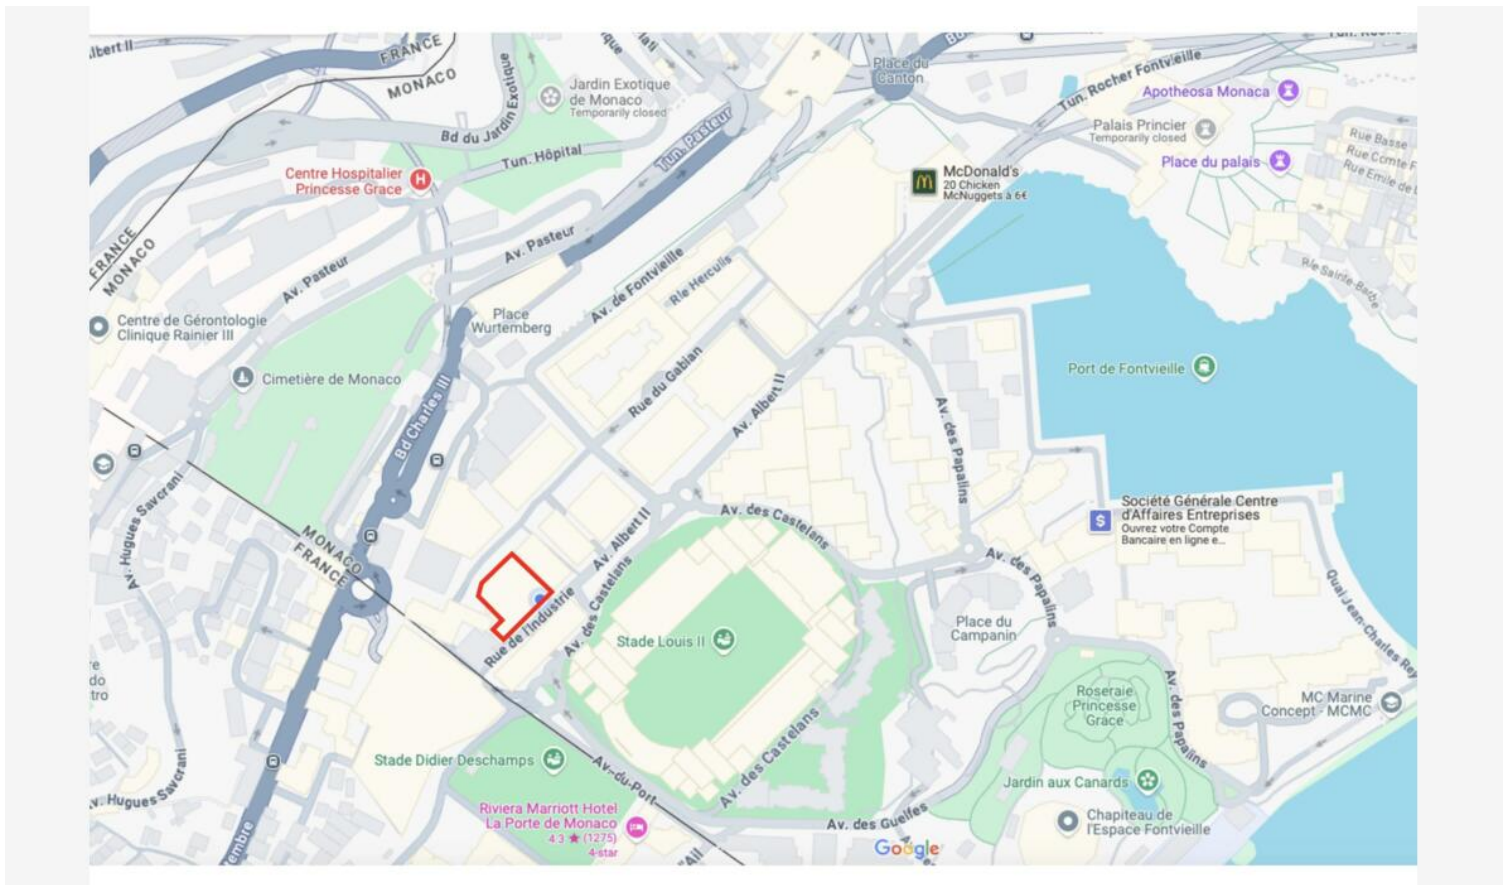 FRANCE
MONACO
Place du
Canton
Tun. Rocher Fontvieille
Jardin Exotique
de Monaco
Temporarily closed
Apotheosa Monaca
Bd du Jardin Exotique
Tun. Pasteur
Palais Princier
Temporarily closed
Rue Basse
Tun. Hôpital
Place du palais
Centre Hospitalier
Princesse Grace
McDonald's
20 Chicken
McNuggets à 6€
FRANCE
MONACO
Av. Pasteur
Av. Pasteur
Av. de Fontvieille
Rle Herculis
Rle Sainte-Barbe
Centre de Gérontologie
Clinique Rainier III
Place
Wurtemberg
Port de Fontvieille
Cimetière de Monaco
Rue du Gabian
Av. Albert II
Bd Charles III
Av. des Papalins
Av. Hugues Savorani
Av. des Castelans
Société Générale Centre
d'Affaires Entreprises
Ouvrez votre Compte
Bancaire en ligne e...
MONACO
FRANCE
Av. Albert II
Av. des Papalins
Av. des Castelans
Rue de l'Industrie
Place du
Campanin
Stade Louis II
Quai Jean-Charles Rey
Roseraie
Princesse
Grace
Av. des Papalins
MC Marine
Concept - MCMC
Stade Didier Deschamps
Av. du Port
Av. des Castelans
Jardin aux Canards
v. Hugues Savorani
Riviera Marriott Hotel
La Porte de Monaco
4.3 ★ (1275)
4-star
Av. des Guelfes
Chapiteau de
l'Espace Fontvieille
Google